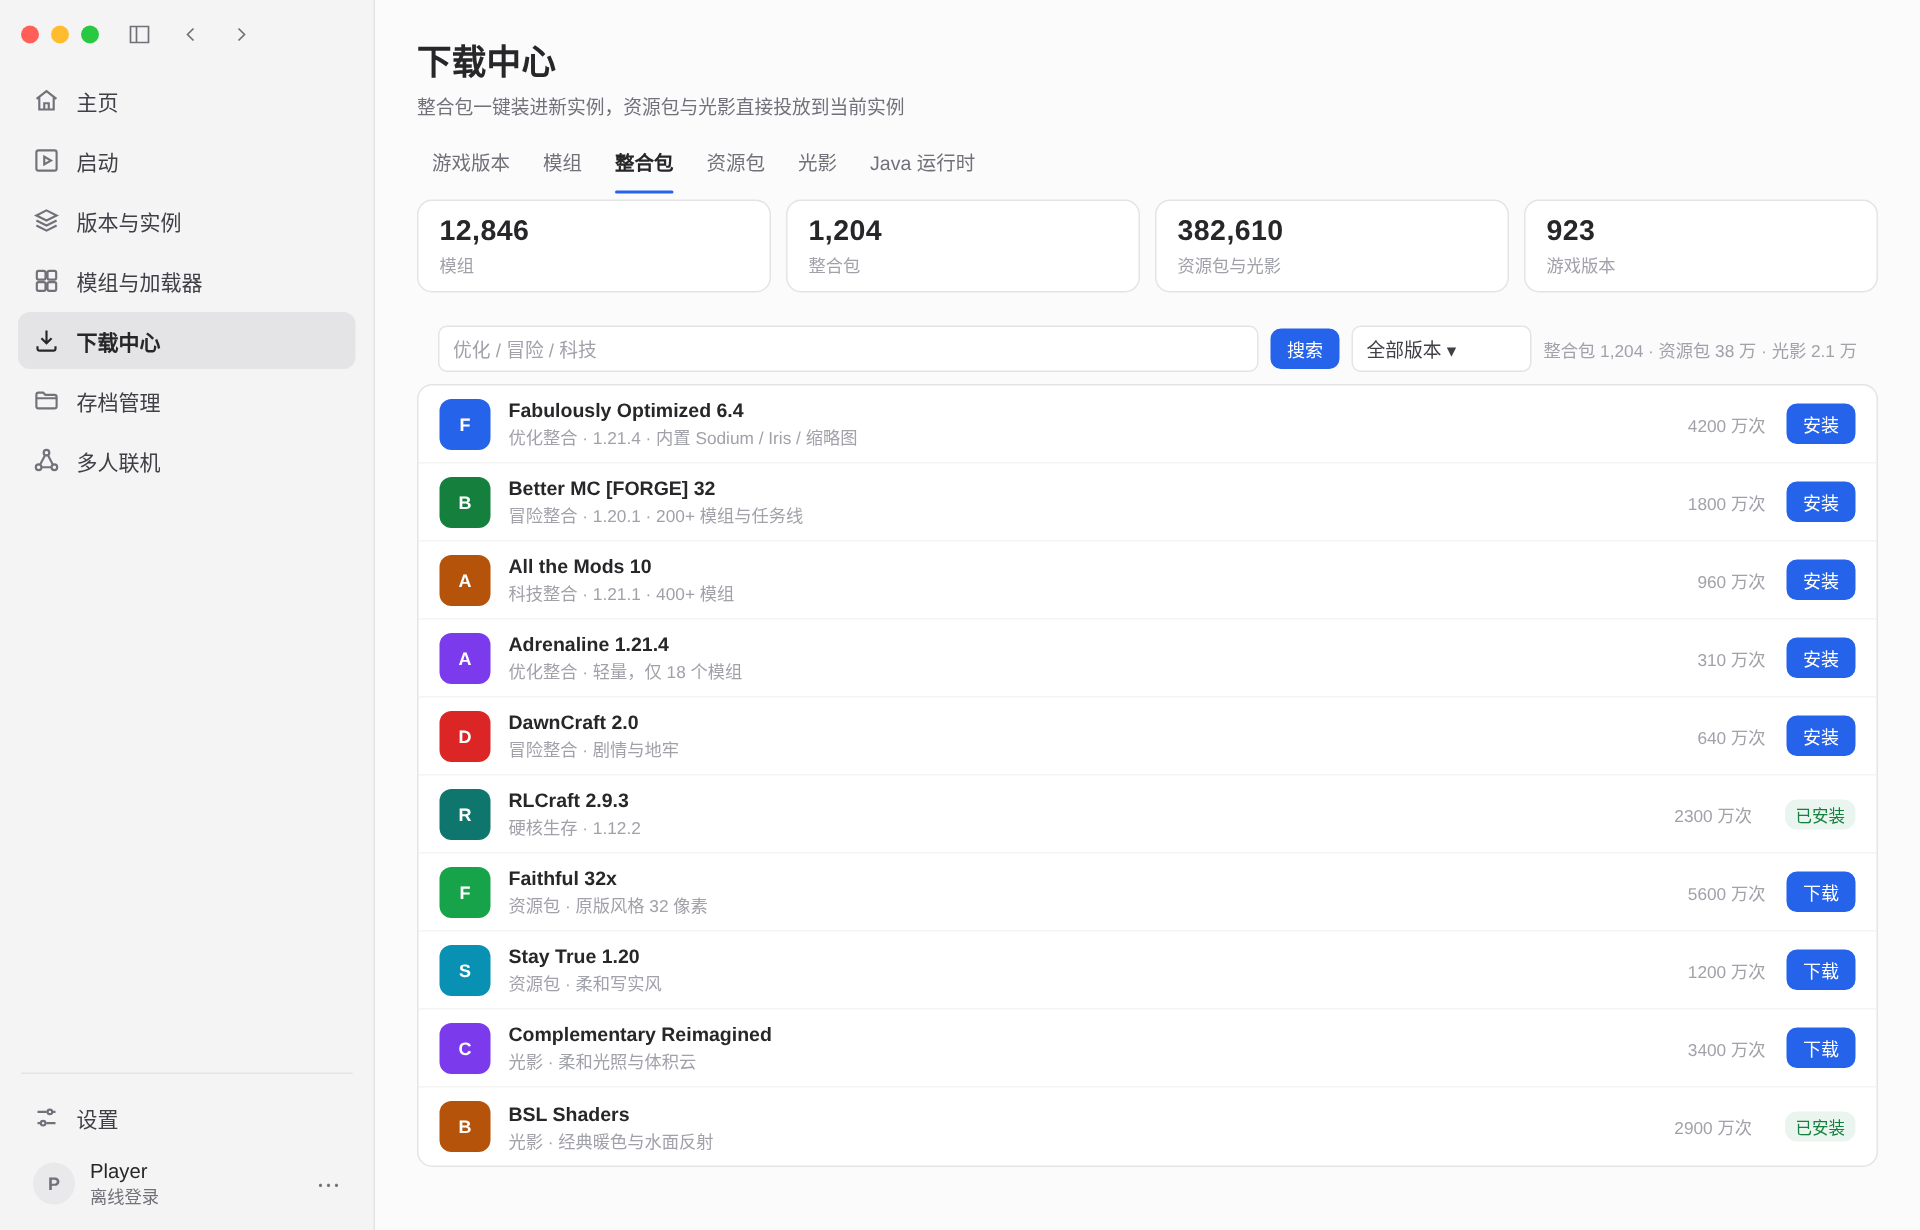 主页
启动
版本与实例
模组与加载器
下载中心
存档管理
多人联机
设置
P
Player
离线登录
下载中心
整合包一键装进新实例，资源包与光影直接投放到当前实例
游戏版本 模组 整合包 资源包 光影 Java 运行时
12,846
模组
1,204
整合包
382,610
资源包与光影
923
游戏版本
优化 / 冒险 / 科技 搜索 全部版本 ▾ 整合包 1,204 · 资源包 38 万 · 光影 2.1 万
F
Fabulously Optimized 6.4
优化整合 · 1.21.4 · 内置 Sodium / Iris / 缩略图
4200 万次 安装
B
Better MC [FORGE] 32
冒险整合 · 1.20.1 · 200+ 模组与任务线
1800 万次 安装
A
All the Mods 10
科技整合 · 1.21.1 · 400+ 模组
960 万次 安装
A
Adrenaline 1.21.4
优化整合 · 轻量，仅 18 个模组
310 万次 安装
D
DawnCraft 2.0
冒险整合 · 剧情与地牢
640 万次 安装
R
RLCraft 2.9.3
硬核生存 · 1.12.2
2300 万次 已安装
F
Faithful 32x
资源包 · 原版风格 32 像素
5600 万次 下载
S
Stay True 1.20
资源包 · 柔和写实风
1200 万次 下载
C
Complementary Reimagined
光影 · 柔和光照与体积云
3400 万次 下载
B
BSL Shaders
光影 · 经典暖色与水面反射
2900 万次 已安装